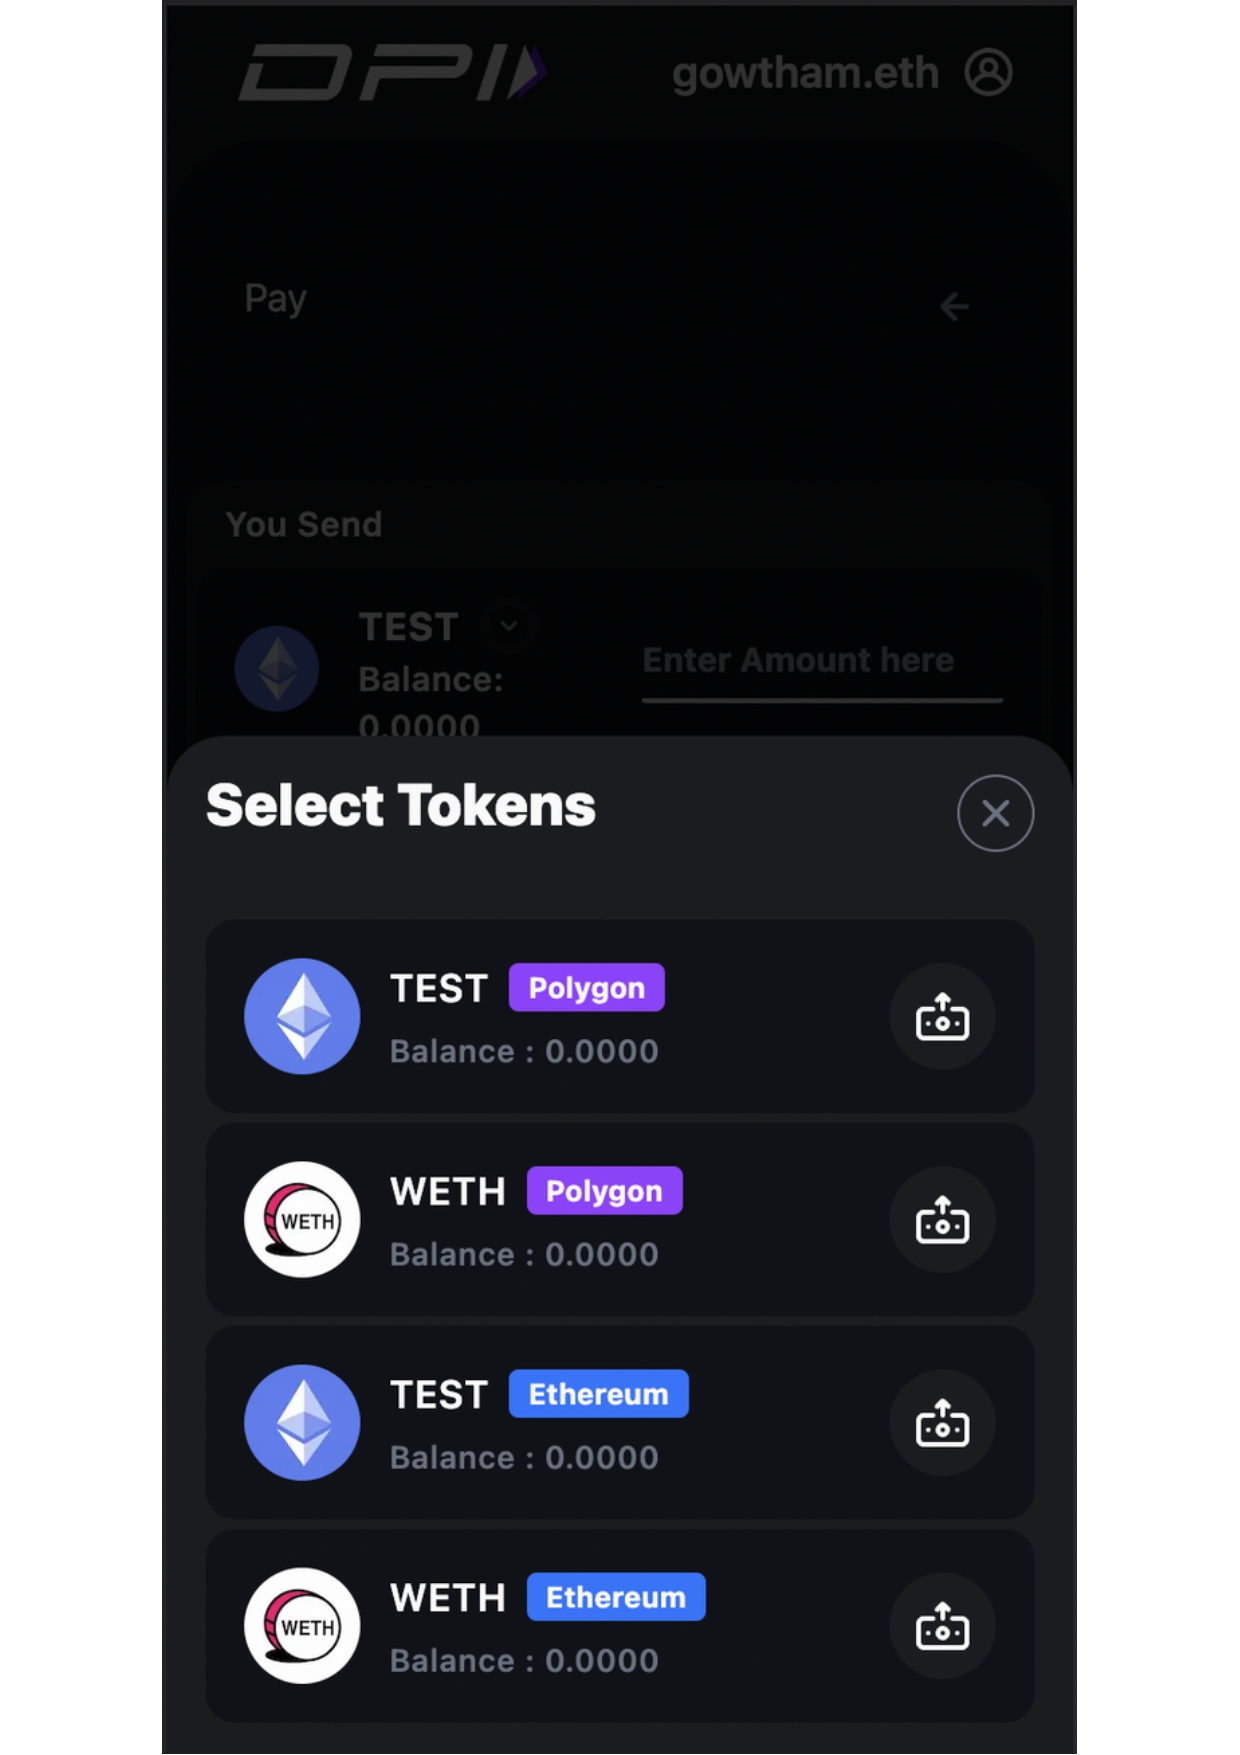 DPI
gowtham.eth
Pay
You Send
TEST
Balance:
0.0000
Enter Amount here
Select Tokens
TEST Polygon
Balance : 0.0000
WETH
WETH Polygon
Balance : 0.0000
TEST Ethereum
Balance : 0.0000
WETH
WETH Ethereum
Balance : 0.0000